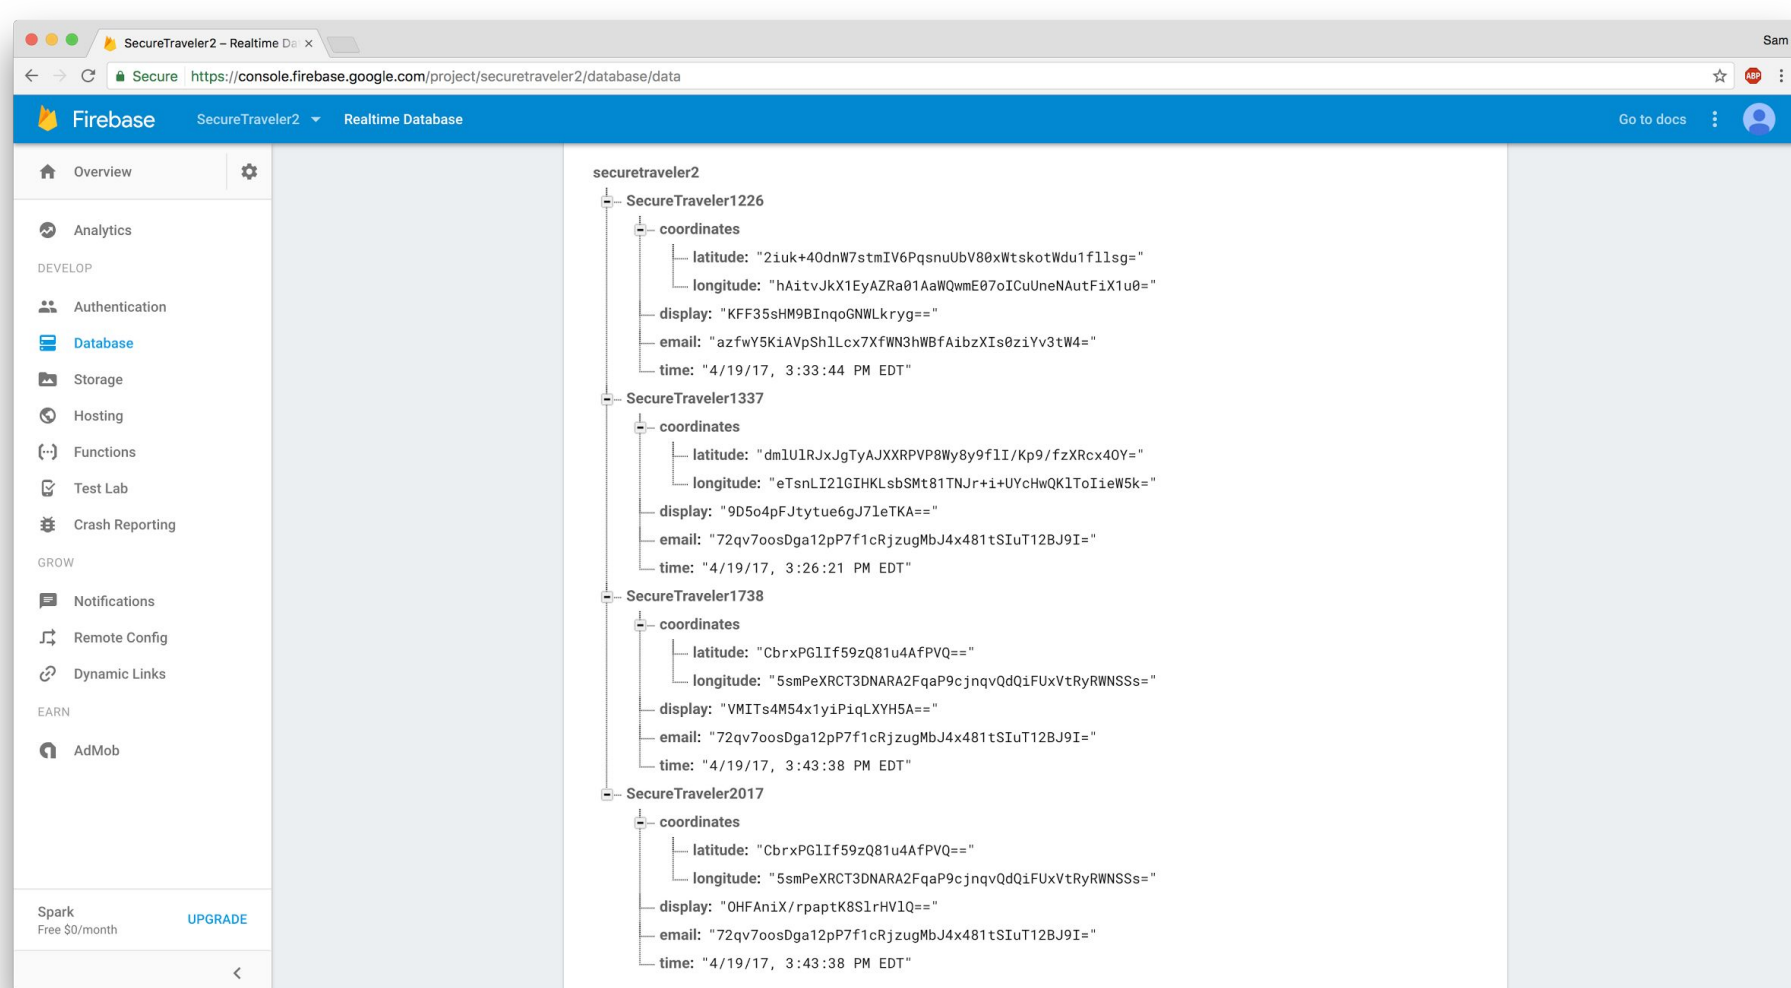 SecureTraveler2 – Realtime Da
Sam
Secure https://console.firebase.google.com/project/securetraveler2/database/data
ABP
Firebase SecureTraveler2 Realtime Database Go to docs
Overview
Analytics
DEVELOP
Authentication
Database
Storage
Hosting
Functions
Test Lab
Crash Reporting
GROW
Notifications
Remote Config
Dynamic Links
EARN
AdMob
Spark
Free $0/month
UPGRADE
securetraveler2
SecureTraveler1226
coordinates
latitude: "2iuk+4OdnW7stmIV6PqsnuUbV80xWtskotWdu1fllsg="
longitude: "hAitvJkX1EyAZRa01AaWQwmE07oICuUneNAutFiX1u0="
display: "KFF35sHM9BInqoGNWLkryg=="
email: "azfwY5KiAVpShlLcx7XfWN3hWBfAibzXIs0ziYv3tW4="
time: "4/19/17, 3:33:44 PM EDT"
SecureTraveler1337
coordinates
latitude: "dmlUlRJxJgTyAJXXRPVP8Wy8y9flI/Kp9/fzXRcx4OY="
longitude: "eTsnLI2lGIHKLsbSMt81TNJr+i+UYcHwQKlToIieW5k="
display: "9D5o4pFJtytue6gJ7leTKA=="
email: "72qv7oosDga12pP7f1cRjzugMbJ4x481tSIuT12BJ9I="
time: "4/19/17, 3:26:21 PM EDT"
SecureTraveler1738
coordinates
latitude: "CbrxPGlIf59zQ81u4AfPVQ=="
longitude: "5smPeXRCT3DNARA2FqaP9cjnqvQdQiFUxVtRyRWNSSs="
display: "VMITs4M54x1yiPiqLXYH5A=="
email: "72qv7oosDga12pP7f1cRjzugMbJ4x481tSIuT12BJ9I="
time: "4/19/17, 3:43:38 PM EDT"
SecureTraveler2017
coordinates
latitude: "CbrxPGlIf59zQ81u4AfPVQ=="
longitude: "5smPeXRCT3DNARA2FqaP9cjnqvQdQiFUxVtRyRWNSSs="
display: "OHFAniX/rpaptK8SlrHVlQ=="
email: "72qv7oosDga12pP7f1cRjzugMbJ4x481tSIuT12BJ9I="
time: "4/19/17, 3:43:38 PM EDT"